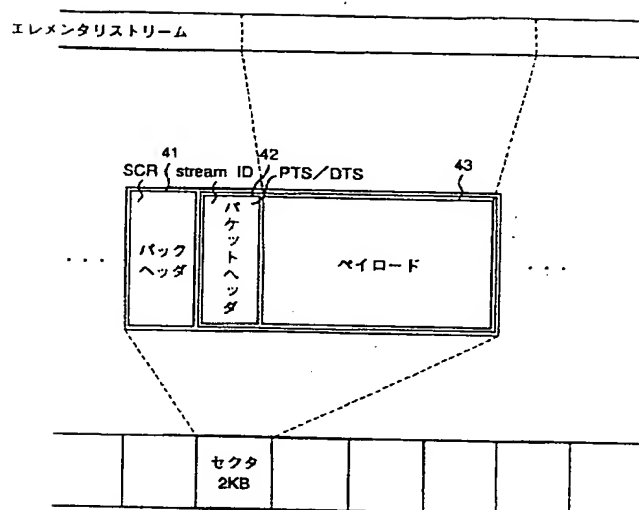 エレメンタリストリーム
41 42 43
SCR stream ID PTS/DTS
パック
ヘッダ
パケットヘッダ
ペイロード
...
...
セクタ
2KB